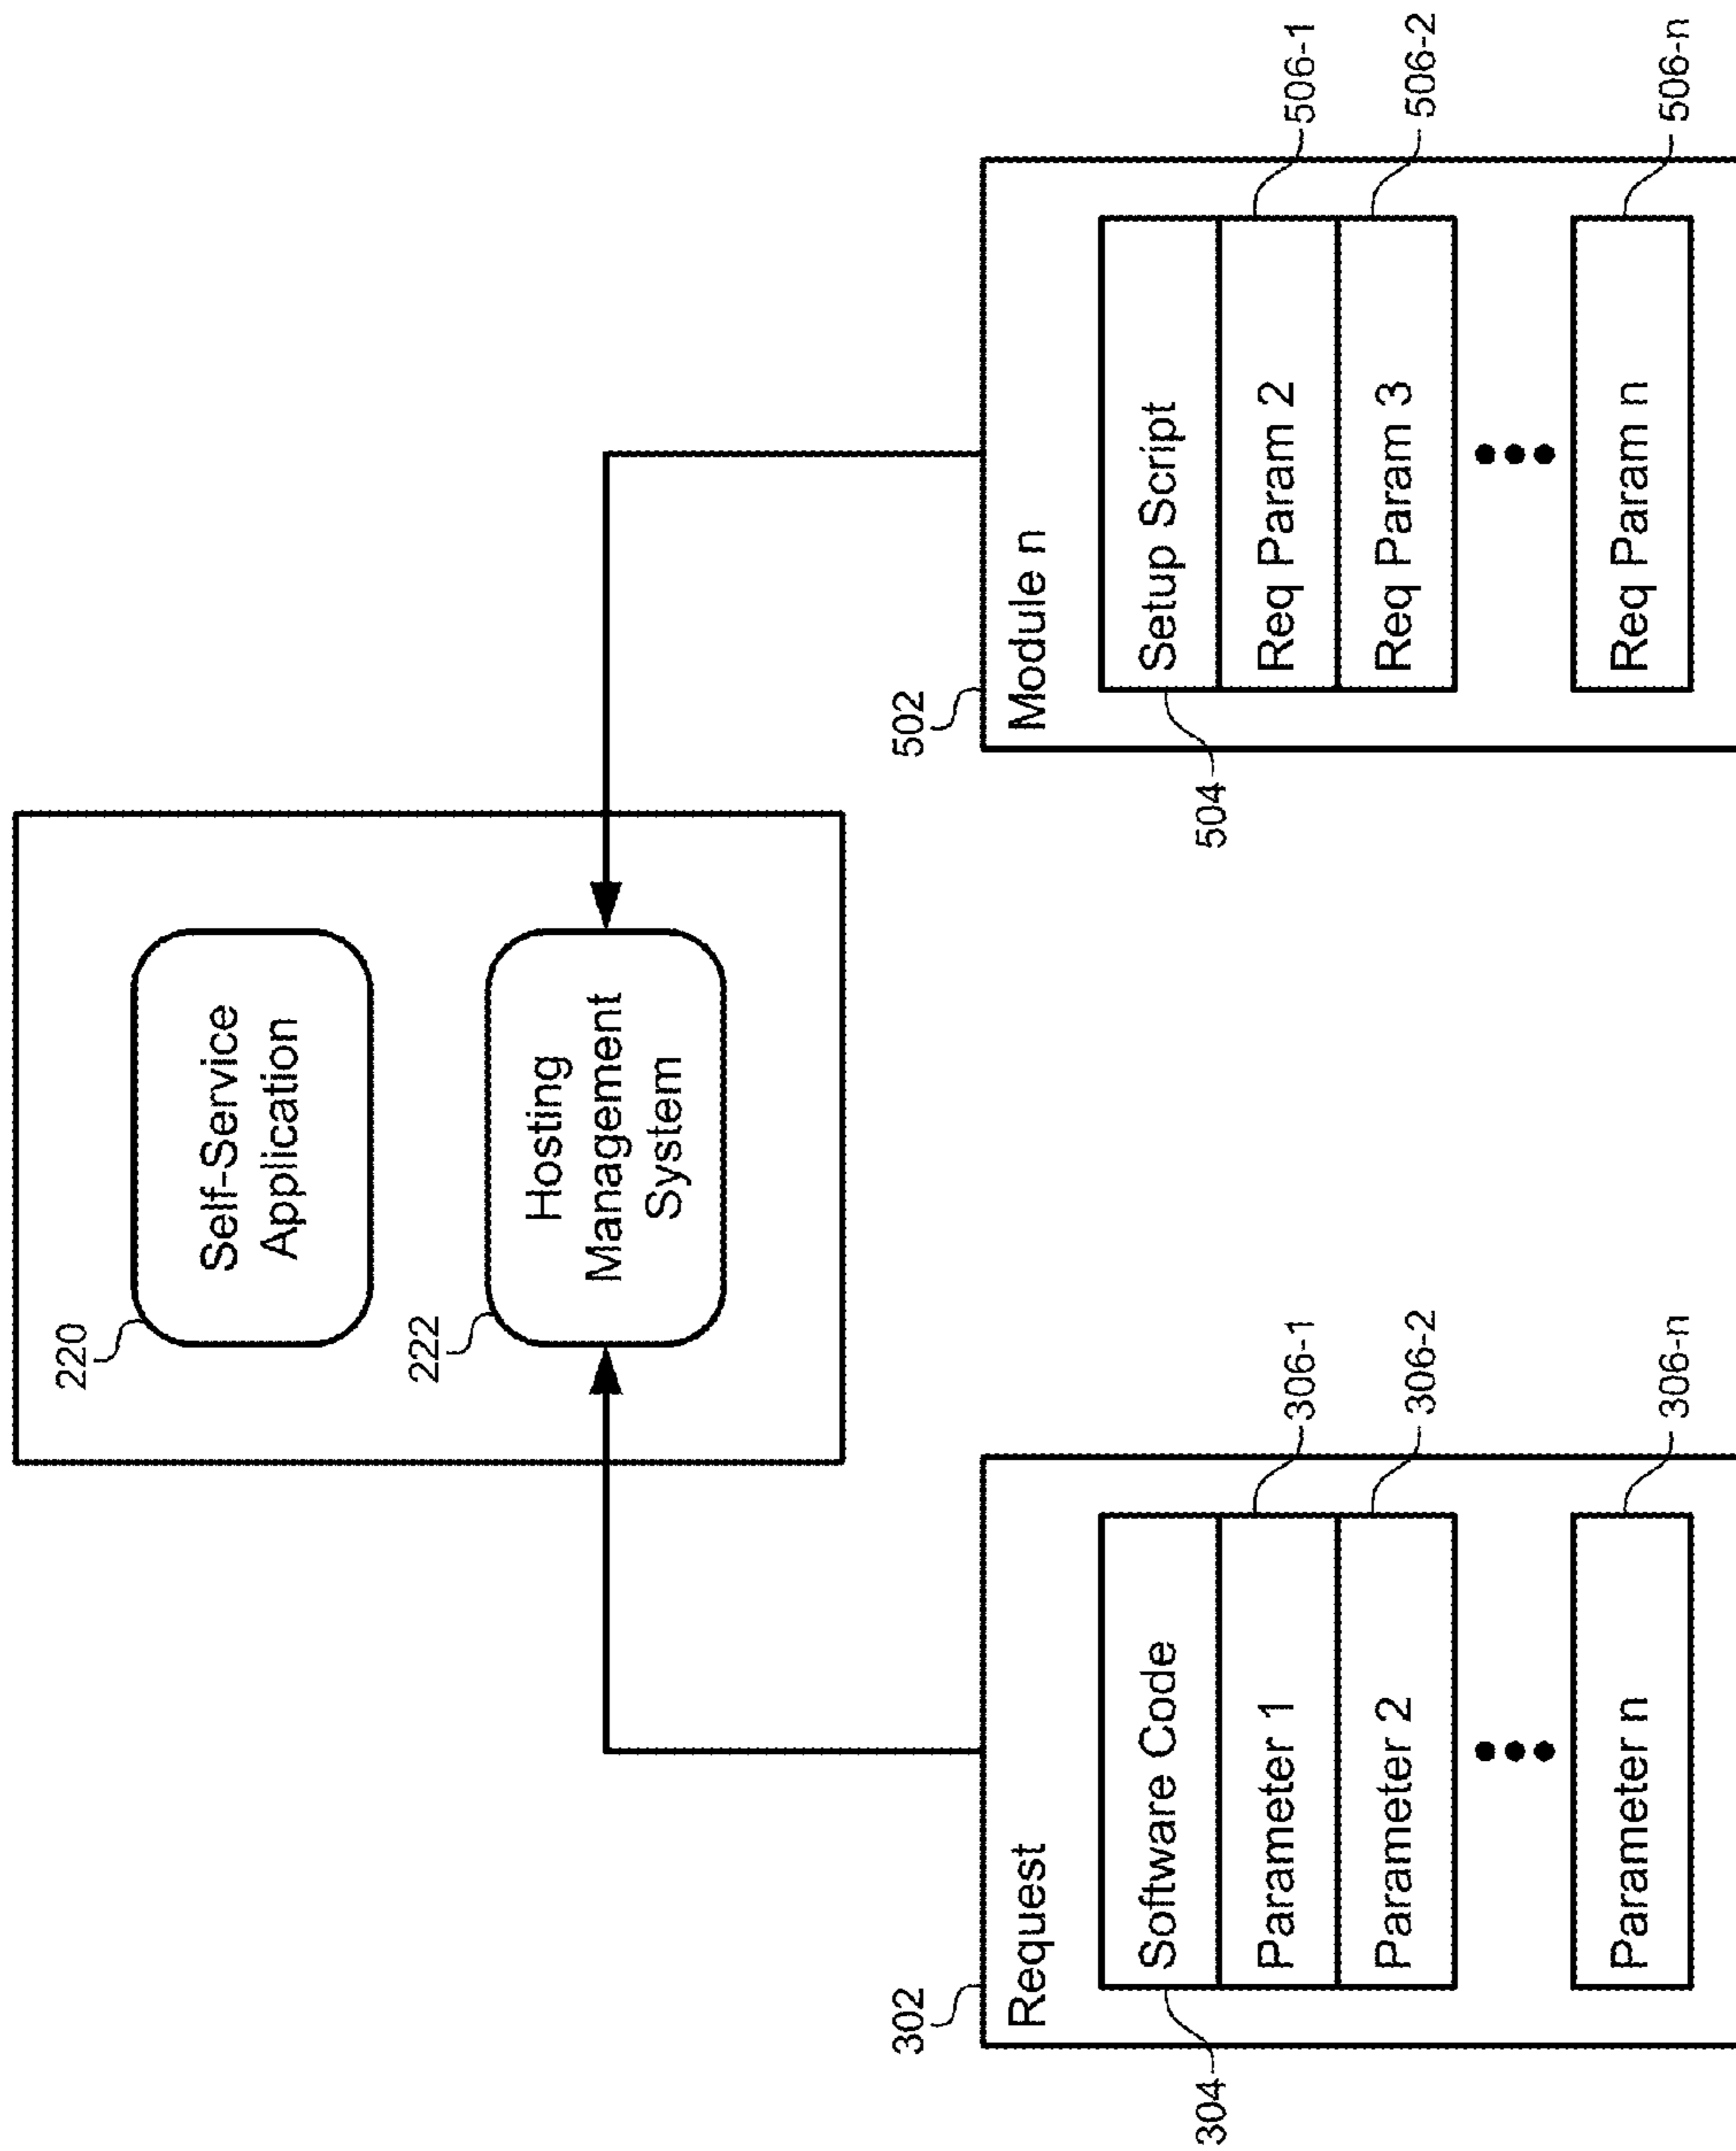 220
Self-Service
Application
222
Hosting
Management
System
302
Request
304
Software Code
Parameter 1
306-1
Parameter 2
306-2
Parameter n
306-n
502
Module n
504
Setup Script
Req Param 2
506-1
Req Param 3
506-2
Req Param n
506-n